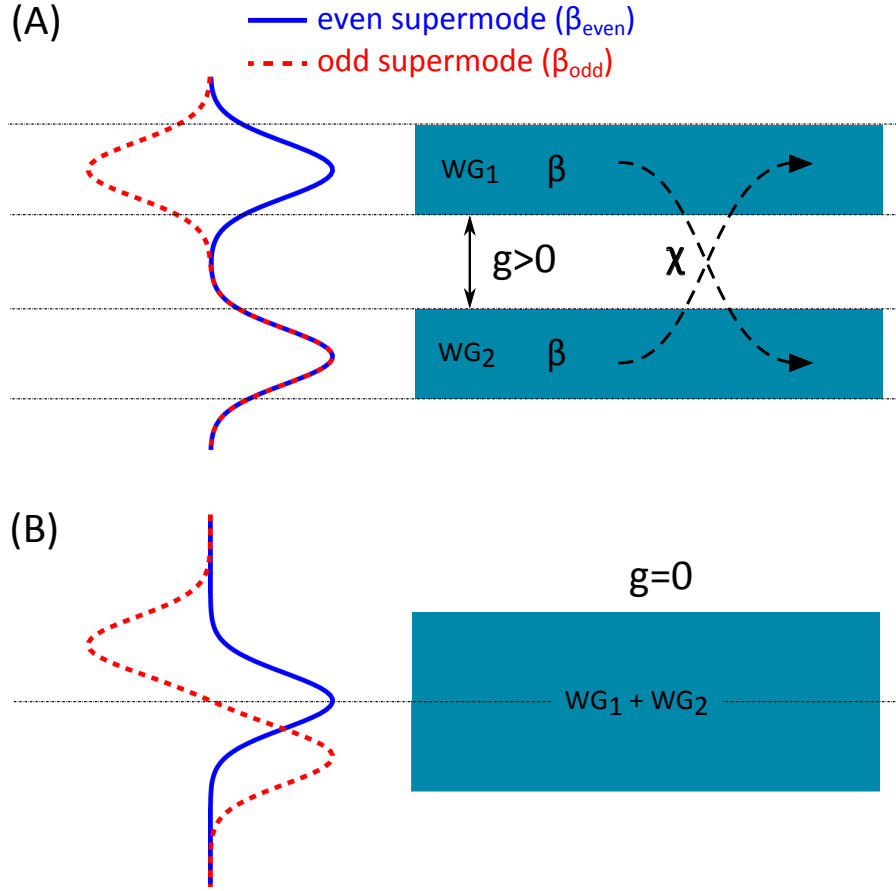 (A)
even supermode (βeven)
odd supermode (βodd)
WG1 β
g>0
χ
WG2 β
(B)
g=0
WG1 + WG2